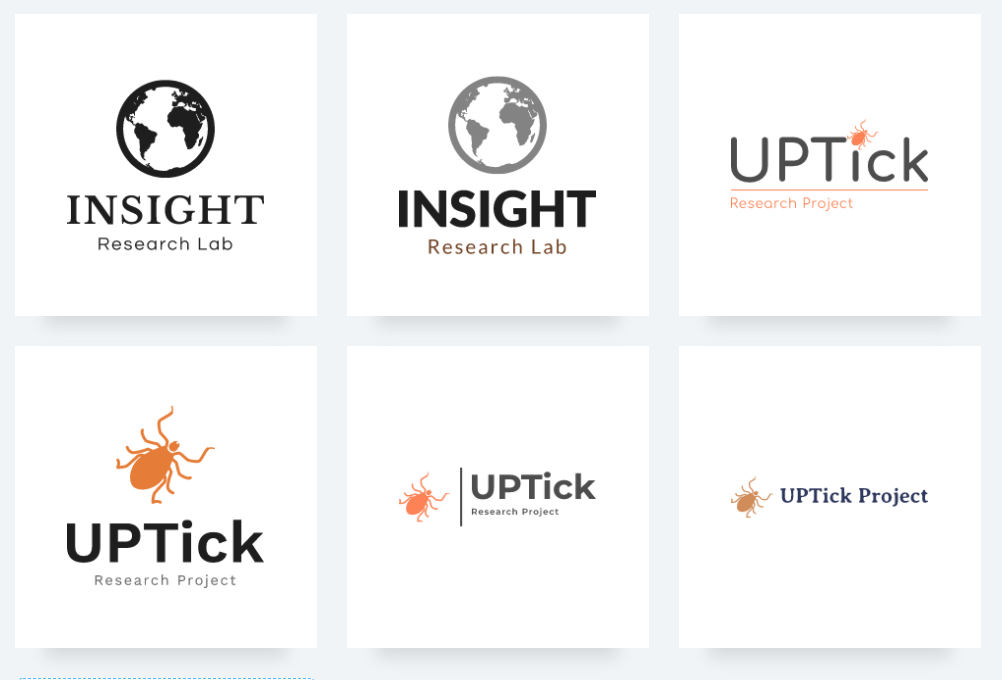 INSIGHT
Research Lab
INSIGHT
Research Lab
UPTick
Research Project
UPTick
Research Project
UPTick
Research Project
UPTick Project